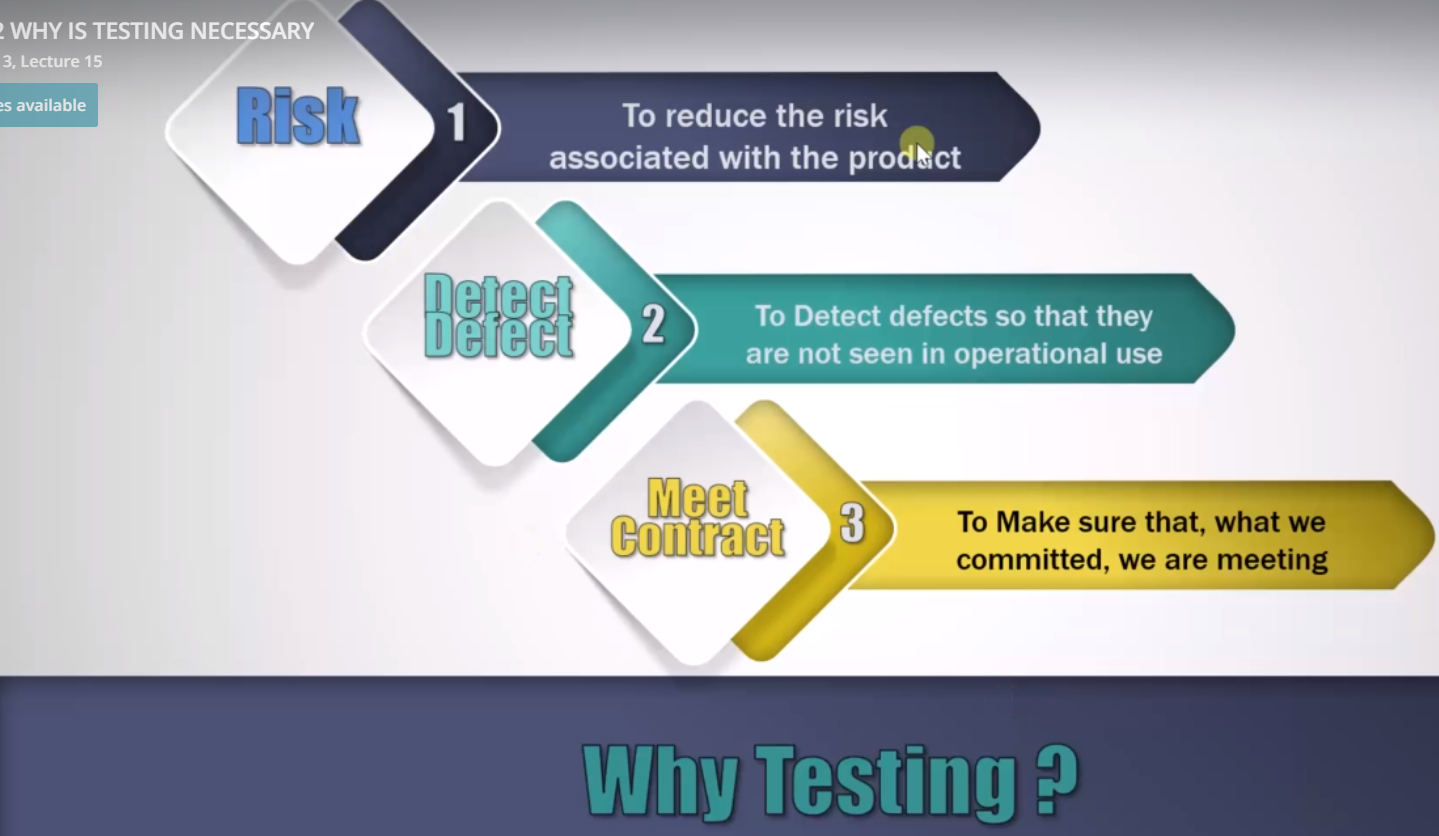 2 WHY IS TESTING NECESSARY
3, Lecture 15
es available
Risk
1
To reduce the risk
associated with the product
Detect
Defect
2
To Detect defects so that they
are not seen in operational use
Meet
Contract
3
To Make sure that, what we
committed, we are meeting
Why Testing ?